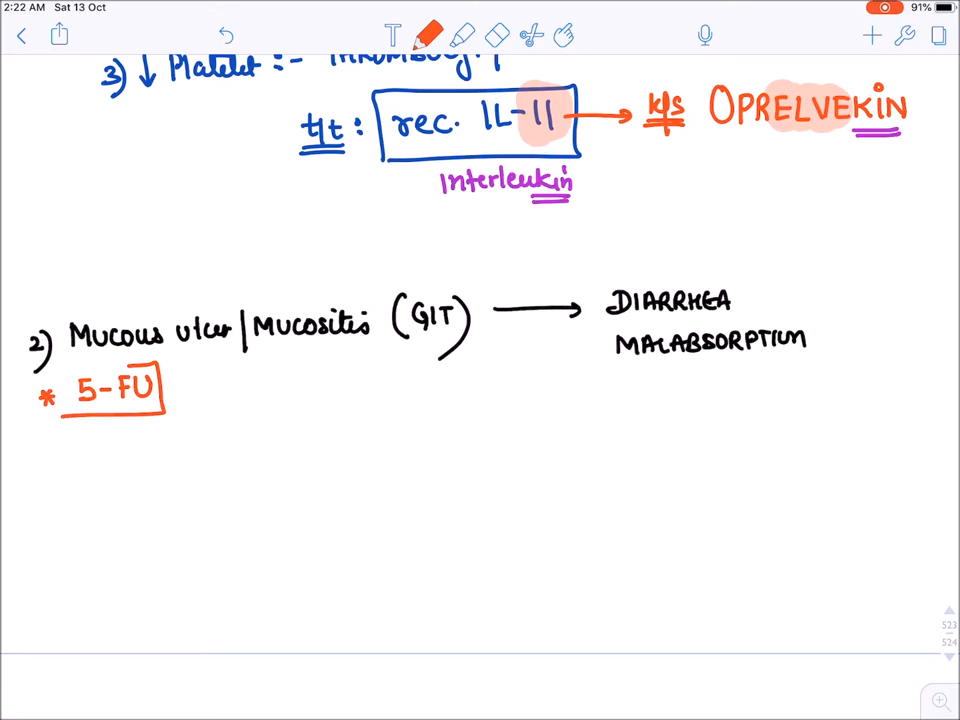 2:22 AM Sat 13 Oct
91%
T
3) ↓ Platelet :-
t/t : rec. IL-11 → k/s OPRELVEKIN
Interleukin
2) Mucous ulcer/Mucositis (GIT) → DIARRHEA
MALABSORPTIUM
* 5-FU
523
524